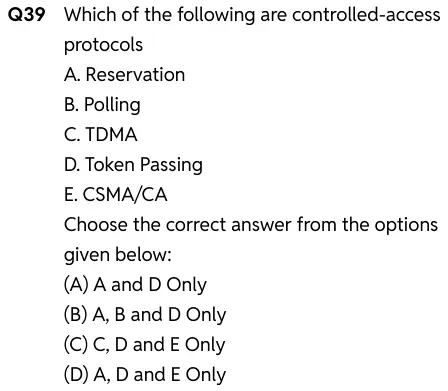 Q39 Which of the following are controlled-access
protocols
A. Reservation
B. Polling
C. TDMA
D. Token Passing
E. CSMA/CA
Choose the correct answer from the options
given below:
(A) A and D Only
(B) A, B and D Only
(C) C, D and E Only
(D) A, D and E Only